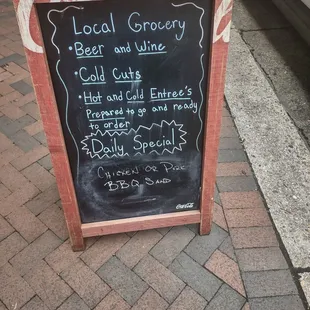 Local Grocery
• Beer and Wine
• Cold Cuts
• Hot and Cold Entree's
Prepared to go and ready
to order
Daily Special
Chicken or Pork
BBQ Sand
Coca-Cola